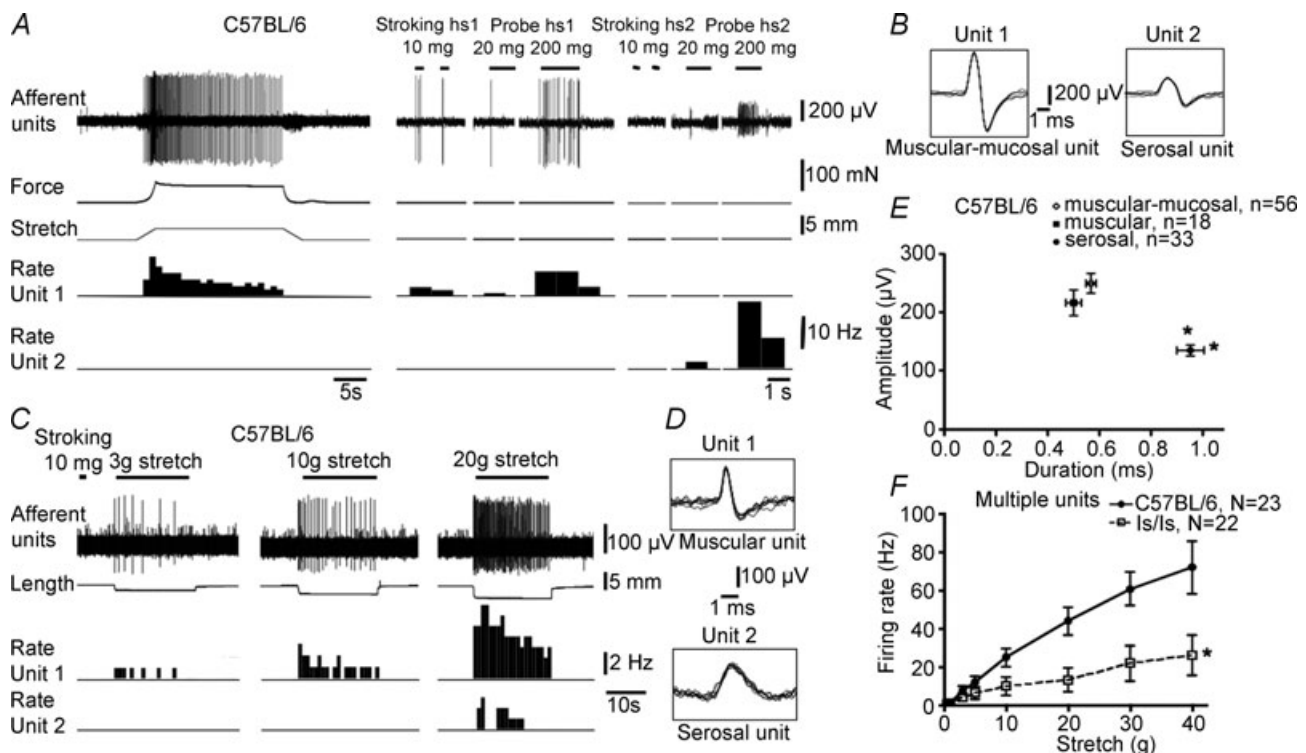 A
C57BL/6
Stroking hs1 Probe hs1 Stroking hs2 Probe hs2
10 mg 20 mg 200 mg 10 mg 20 mg 200 mg
Afferent
units
200 µV
Force
100 mN
Stretch
5 mm
Rate
Unit 1
Rate
Unit 2
10 Hz
5s
1 s
B
Unit 1 Unit 2
200 µV
1 ms
Muscular-mucosal unit Serosal unit
C
Stroking C57BL/6
10 mg 3g stretch 10g stretch 20g stretch
Afferent
units
100 µV
Length
5 mm
Rate
Unit 1
2 Hz
Rate
Unit 2
10s
D
Unit 1
Muscular unit
100 µV
1 ms
Unit 2
Serosal unit
E C57BL/6
muscular-mucosal, n=56
muscular, n=18
serosal, n=33
Amplitude (µV)
300
200
100
0
* *
0.0 0.2 0.4 0.6 0.8 1.0
Duration (ms)
F Multiple units
C57BL/6, N=23
ls/ls, N=22
Firing rate (Hz)
100
80
60
40
20
0
*
0 10 20 30 40
Stretch (g)